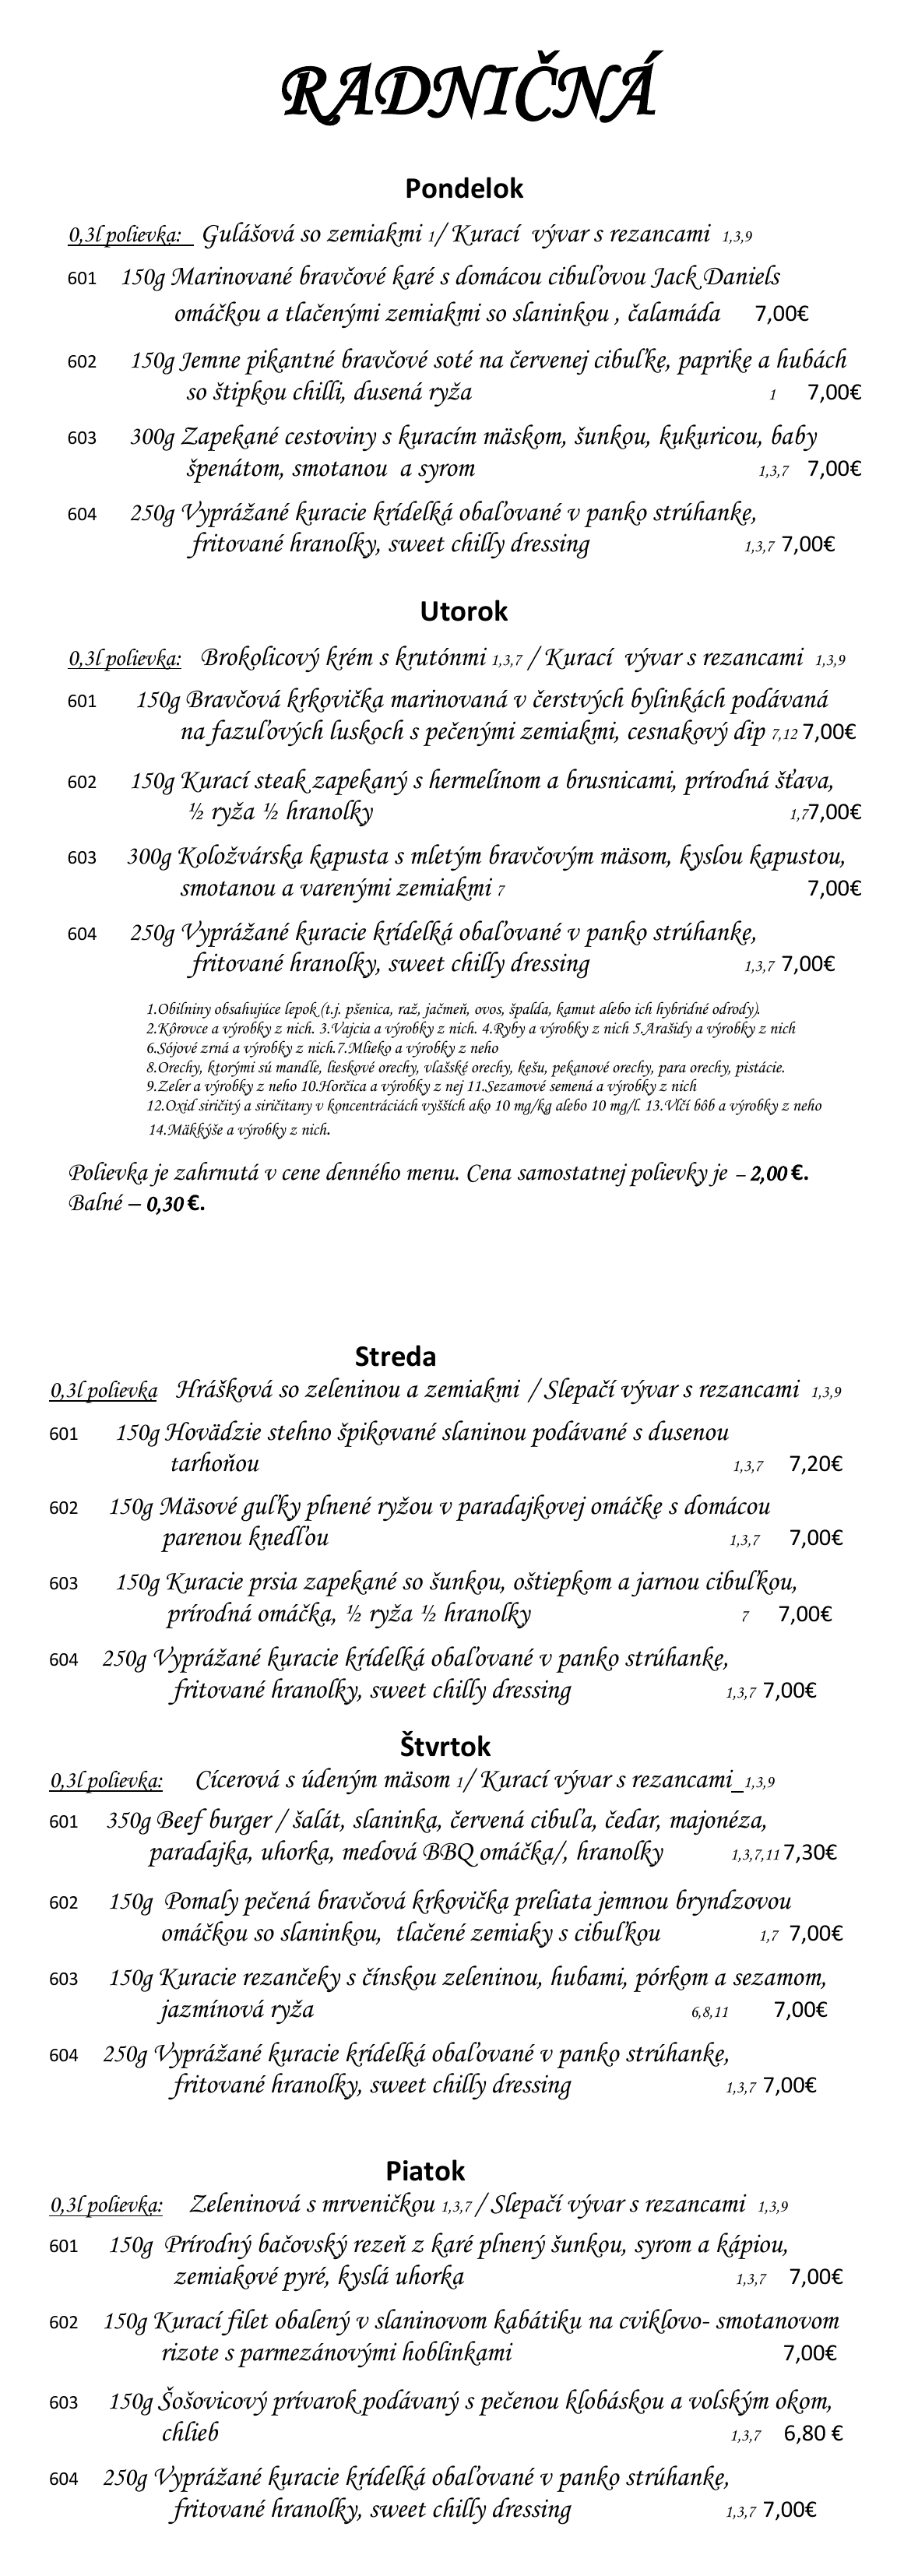 RADNIČNÁ
Pondelok
0,3l polievka: Gulášová so zemiakmi 1/ Kurací vývar s rezancami 1,3,9
601 150g Marinované bravčové karé s domácou cibuľovou Jack Daniels
omáčkou a tlačenými zemiakmi so slaninkou , čalamáda 7,00€
602 150g Jemne pikantné bravčové soté na červenej cibuľke, paprike a hubách
so štipkou chilli, dusená ryža 1 7,00€
603 300g Zapekané cestoviny s kuracím mäskom, šunkou, kukuricou, baby
špenátom, smotanou a syrom 1,3,7 7,00€
604 250g Vyprážané kuracie krídelká obaľované v panko strúhanke,
fritované hranolky, sweet chilly dressing 1,3,7 7,00€
Utorok
0,3l polievka: Brokolicový krém s krutónmi 1,3,7 / Kurací vývar s rezancami 1,3,9
601 150g Bravčová krkovička marinovaná v čerstvých bylinkách podávaná
na fazuľových luskoch s pečenými zemiakmi, cesnakový dip 7,12 7,00€
602 150g Kurací steak zapekaný s hermelínom a brusnicami, prírodná šťava,
½ ryža ½ hranolky 1,7 7,00€
603 300g Koložvárska kapusta s mletým bravčovým mäsom, kyslou kapustou,
smotanou a varenými zemiakmi 7 7,00€
604 250g Vyprážané kuracie krídelká obaľované v panko strúhanke,
fritované hranolky, sweet chilly dressing 1,3,7 7,00€
1.Obilniny obsahujúce lepok (t.j. pšenica, raž, jačmeň, ovos, špalda, kamut alebo ich hybridné odrody).
2.Kôrovce a výrobky z nich. 3.Vajcia a výrobky z nich. 4.Ryby a výrobky z nich 5.Arašidy a výrobky z nich
6.Sójové zrná a výrobky z nich.7.Mlieko a výrobky z neho
8.Orechy, ktorými sú mandle, lieskové orechy, vlašské orechy, kešu, pekanové orechy, para orechy, pistácie.
9.Zeler a výrobky z neho 10.Horčica a výrobky z nej 11.Sezamové semená a výrobky z nich
12.Oxid siričitý a siričitany v koncentráciách vyšších ako 10 mg/kg alebo 10 mg/l. 13.Vlčí bôb a výrobky z neho
14.Mäkkýše a výrobky z nich.
Polievka je zahrnutá v cene denného menu. Cena samostatnej polievky je – 2,00 €.
Balné – 0,30 €.
Streda
0,3l polievka Hrášková so zeleninou a zemiakmi / Slepačí vývar s rezancami 1,3,9
601 150g Hovädzie stehno špikované slaninou podávané s dusenou
tarhoňou 1,3,7 7,20€
602 150g Mäsové guľky plnené ryžou v paradajkovej omáčke s domácou
parenou knedľou 1,3,7 7,00€
603 150g Kuracie prsia zapekané so šunkou, oštiepkom a jarnou cibuľkou,
prírodná omáčka, ½ ryža ½ hranolky 7 7,00€
604 250g Vyprážané kuracie krídelká obaľované v panko strúhanke,
fritované hranolky, sweet chilly dressing 1,3,7 7,00€
Štvrtok
0,3l polievka: Cícerová s údeným mäsom 1/ Kurací vývar s rezancami_1,3,9
601 350g Beef burger / šalát, slaninka, červená cibuľa, čedar, majonéza,
paradajka, uhorka, medová BBQ omáčka/, hranolky 1,3,7,11 7,30€
602 150g Pomaly pečená bravčová krkovička preliata jemnou bryndzovou
omáčkou so slaninkou, tlačené zemiaky s cibuľkou 1,7 7,00€
603 150g Kuracie rezančeky s čínskou zeleninou, hubami, pórkom a sezamom,
jazmínová ryža 6,8,11 7,00€
604 250g Vyprážané kuracie krídelká obaľované v panko strúhanke,
fritované hranolky, sweet chilly dressing 1,3,7 7,00€
Piatok
0,3l polievka: Zeleninová s mrveničkou 1,3,7 / Slepačí vývar s rezancami 1,3,9
601 150g Prírodný bačovský rezeň z karé plnený šunkou, syrom a kápiou,
zemiakové pyré, kyslá uhorka 1,3,7 7,00€
602 150g Kurací filet obalený v slaninovom kabátiku na cviklovo- smotanovom
rizote s parmezánovými hoblinkami 7,00€
603 150g Šošovicový prívarok podávaný s pečenou klobáskou a volským okom,
chlieb 1,3,7 6,80 €
604 250g Vyprážané kuracie krídelká obaľované v panko strúhanke,
fritované hranolky, sweet chilly dressing 1,3,7 7,00€